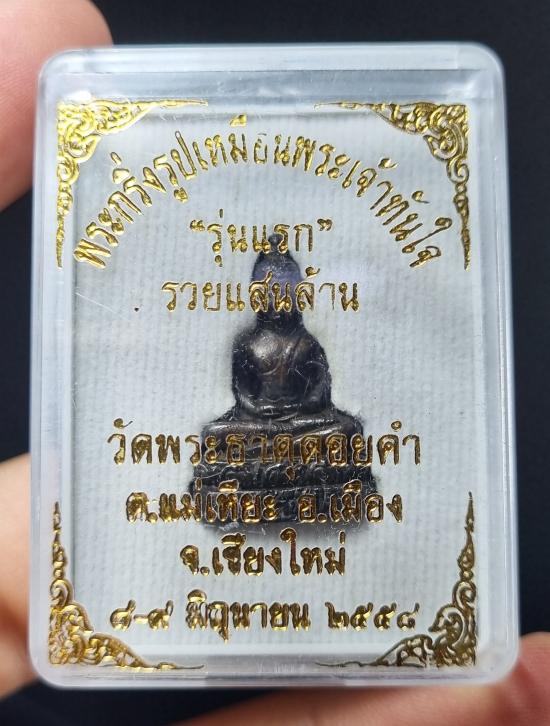 พระกริ่งรูปเหมือนพระเจ้าทันใจ
“รุ่นแรก”
รวยแสนล้าน
วัดพระธาตุดอยคำ
ต.แม่เหียะ อ.เมือง
จ.เชียงใหม่
๘-๙ มิถุนายน ๒๕๕๘